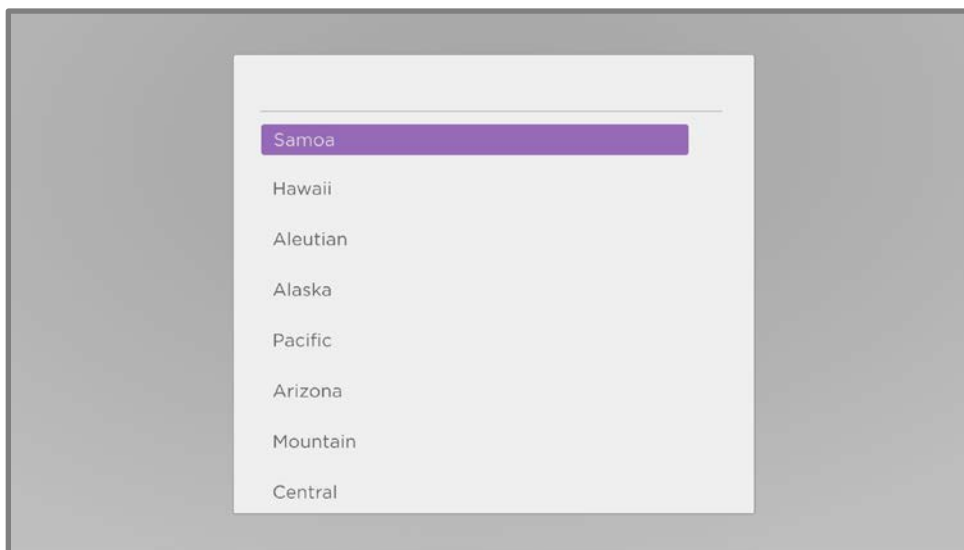 Samoa
Hawaii
Aleutian
Alaska
Pacific
Arizona
Mountain
Central